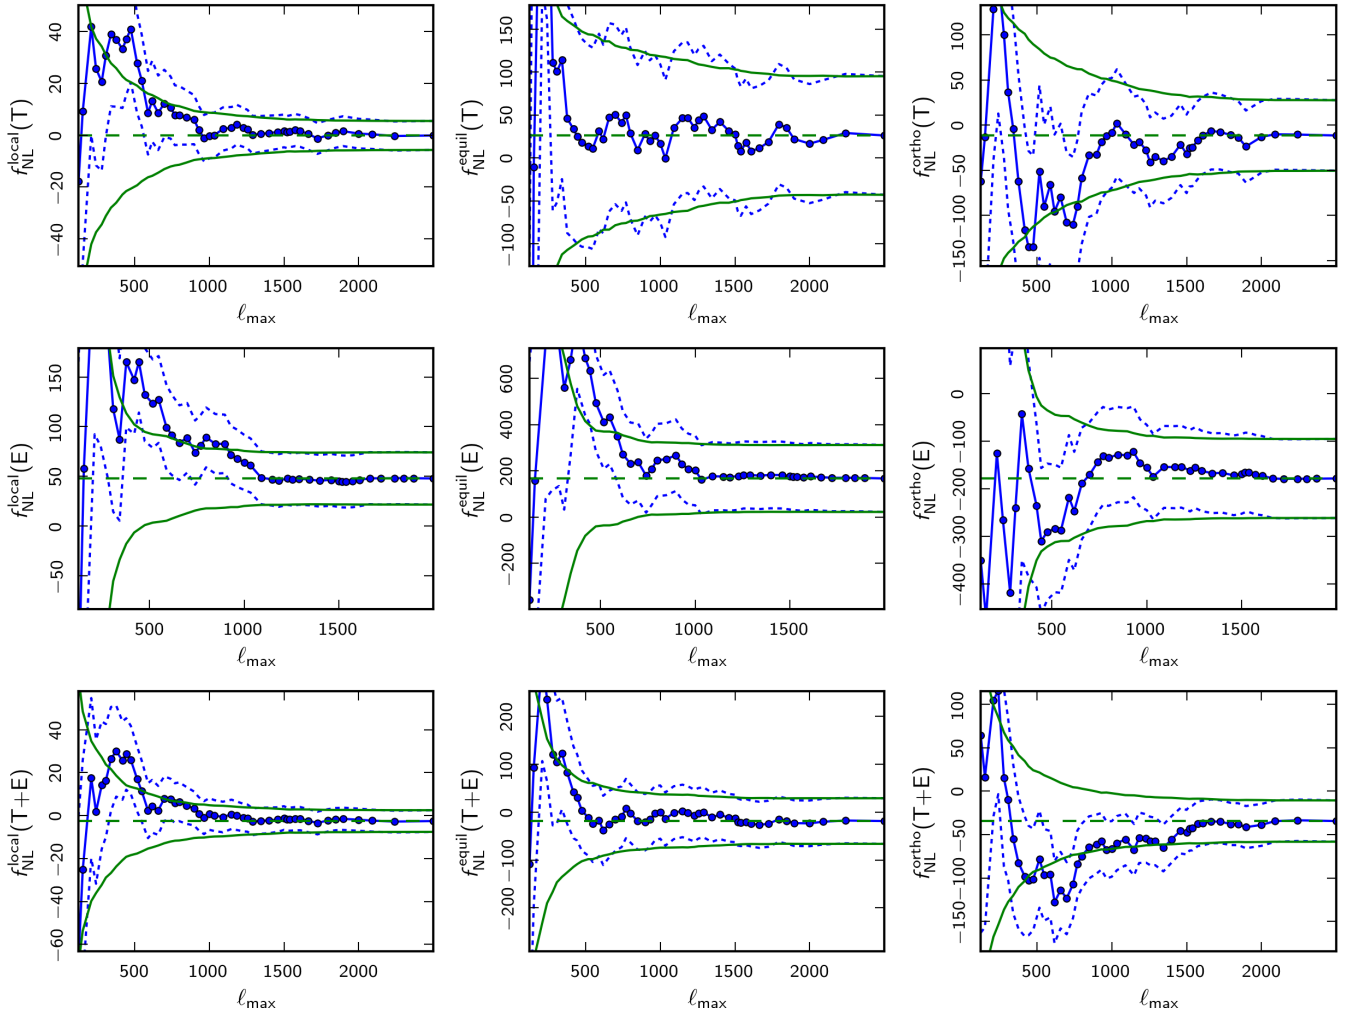 f_NL^local(T)
40
20
0
−20
−40
500 1000 1500 2000
ℓ_max
f_NL^equil(T)
150
100
50
0
−50
−100
500 1000 1500 2000
ℓ_max
f_NL^ortho(T)
100
50
0
−50
−100
−150
500 1000 1500 2000
ℓ_max
f_NL^local(E)
150
100
50
0
−50
500 1000 1500
ℓ_max
f_NL^equil(E)
600
400
200
0
−200
500 1000 1500
ℓ_max
f_NL^ortho(E)
0
−100
−200
−300
−400
500 1000 1500
ℓ_max
f_NL^local(T+E)
40
20
0
−20
−40
−60
500 1000 1500 2000
ℓ_max
f_NL^equil(T+E)
200
100
0
−100
−200
500 1000 1500 2000
ℓ_max
f_NL^ortho(T+E)
100
50
0
−50
−100
−150
500 1000 1500 2000
ℓ_max